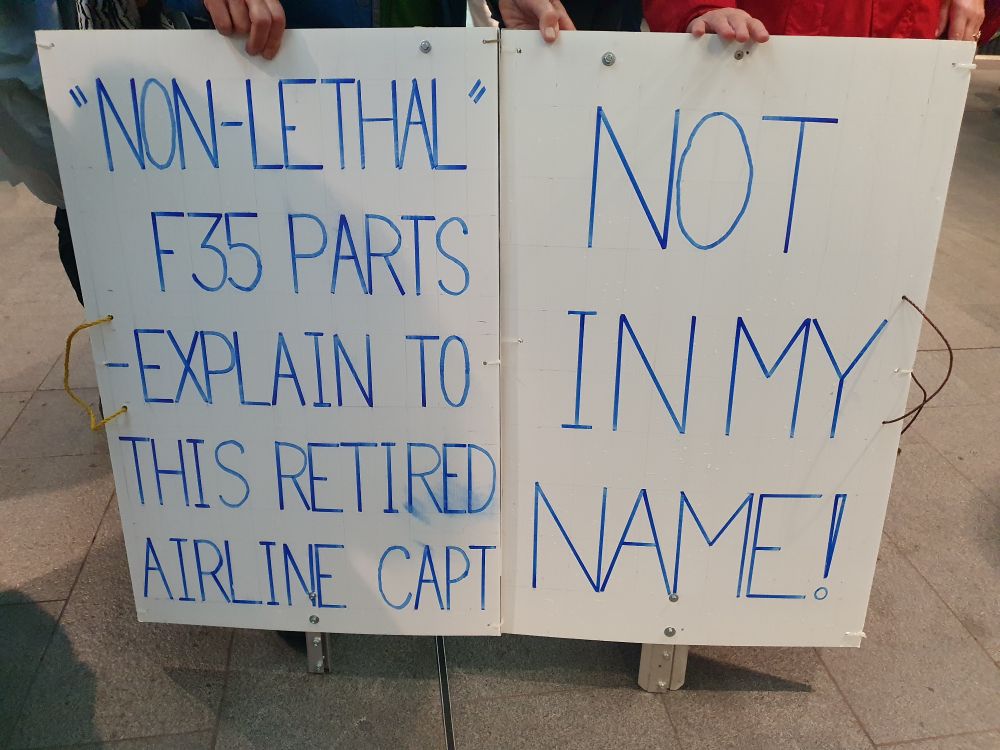 "NON-LETHAL"
F35 PARTS
-EXPLAIN TO
THIS RETIRED
AIRLINE CAPT
NOT
IN MY
NAME!